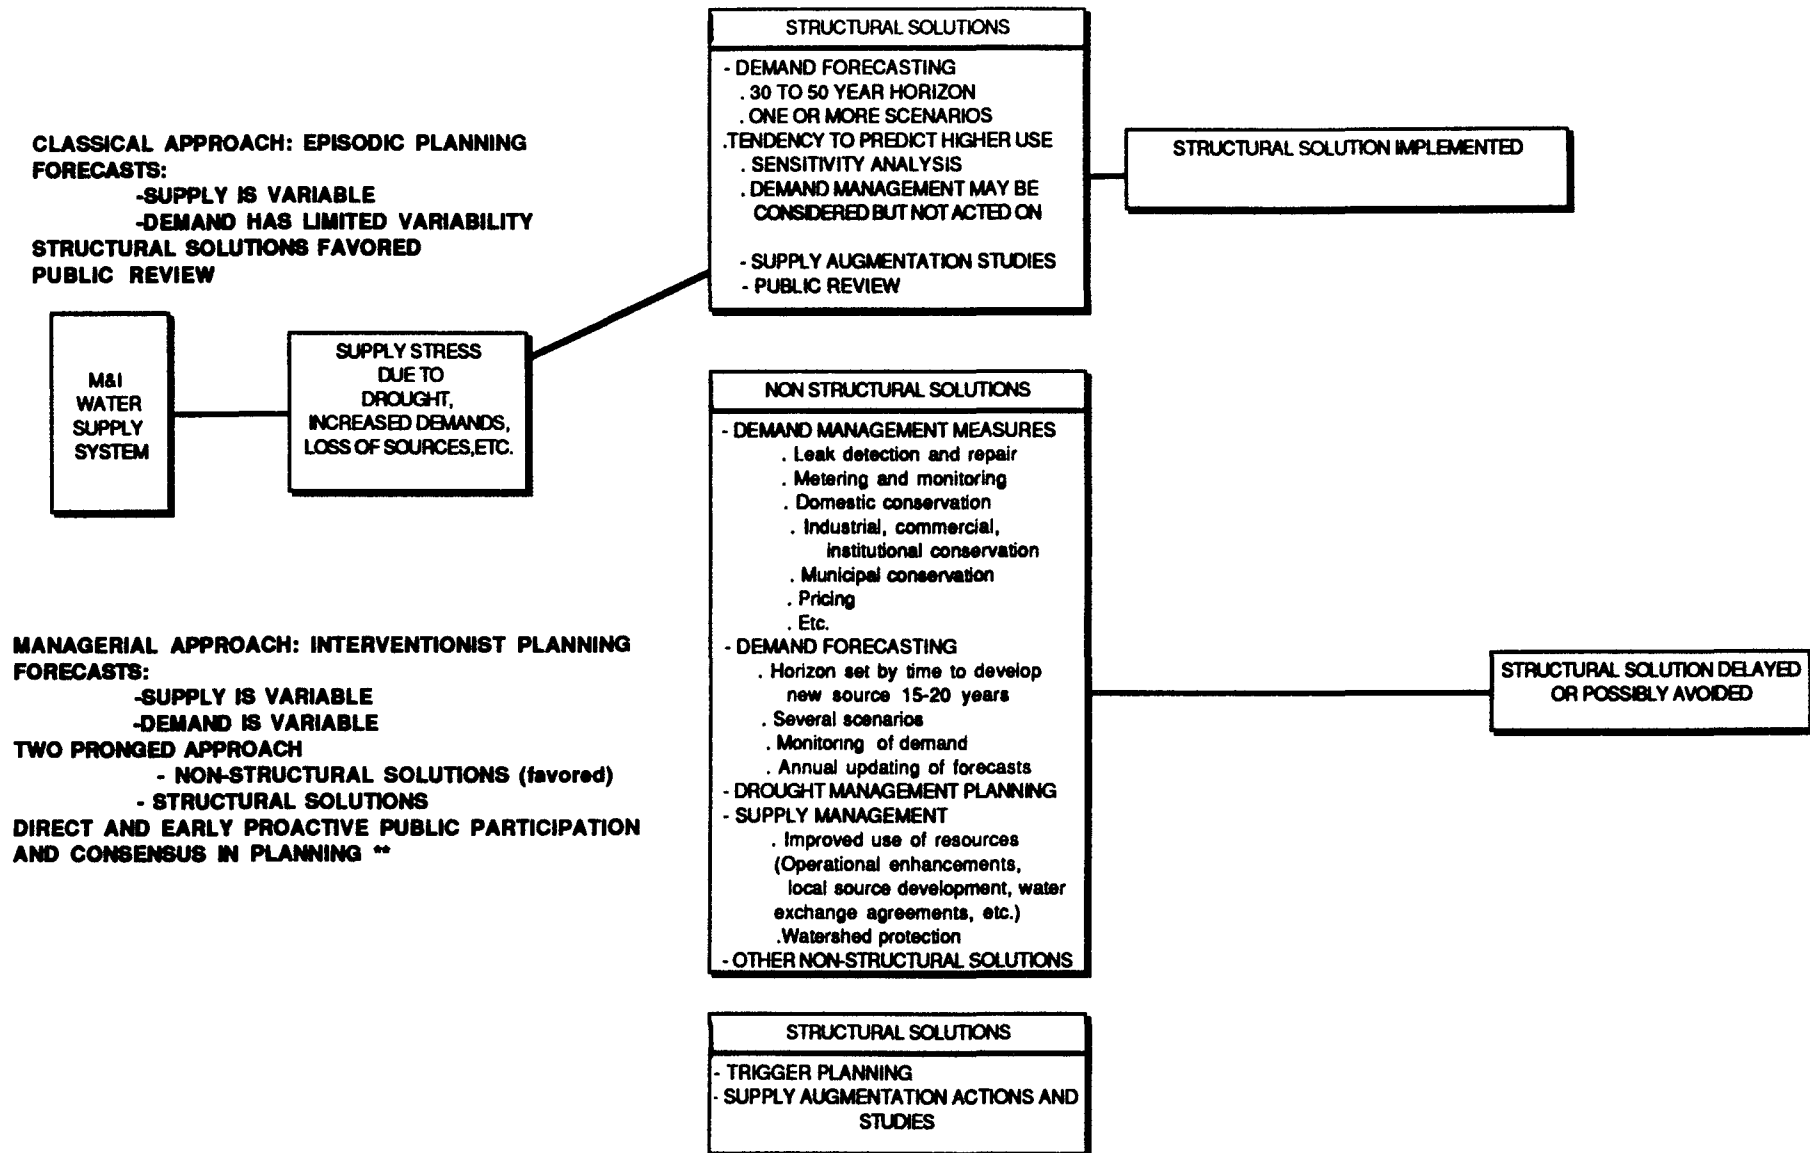 CLASSICAL APPROACH: EPISODIC PLANNING
FORECASTS:
-SUPPLY IS VARIABLE
-DEMAND HAS LIMITED VARIABILITY
STRUCTURAL SOLUTIONS FAVORED
PUBLIC REVIEW
M&I
WATER
SUPPLY
SYSTEM
SUPPLY STRESS
DUE TO
DROUGHT,
INCREASED DEMANDS,
LOSS OF SOURCES,ETC.
STRUCTURAL SOLUTIONS
- DEMAND FORECASTING
. 30 TO 50 YEAR HORIZON
. ONE OR MORE SCENARIOS
.TENDENCY TO PREDICT HIGHER USE
. SENSITIVITY ANALYSIS
. DEMAND MANAGEMENT MAY BE
CONSIDERED BUT NOT ACTED ON
- SUPPLY AUGMENTATION STUDIES
- PUBLIC REVIEW
STRUCTURAL SOLUTION IMPLEMENTED
MANAGERIAL APPROACH: INTERVENTIONIST PLANNING
FORECASTS:
-SUPPLY IS VARIABLE
-DEMAND IS VARIABLE
TWO PRONGED APPROACH
- NON-STRUCTURAL SOLUTIONS (favored)
- STRUCTURAL SOLUTIONS
DIRECT AND EARLY PROACTIVE PUBLIC PARTICIPATION
AND CONSENSUS IN PLANNING **
NON STRUCTURAL SOLUTIONS
- DEMAND MANAGEMENT MEASURES
. Leak detection and repair
. Metering and monitoring
. Domestic conservation
. Industrial, commercial,
institutional conservation
. Municipal conservation
. Pricing
. Etc.
- DEMAND FORECASTING
. Horizon set by time to develop
new source 15-20 years
. Several scenarios
. Monitoring of demand
. Annual updating of forecasts
- DROUGHT MANAGEMENT PLANNING
- SUPPLY MANAGEMENT
. Improved use of resources
(Operational enhancements,
local source development, water
exchange agreements, etc.)
.Watershed protection
- OTHER NON-STRUCTURAL SOLUTIONS
STRUCTURAL SOLUTION DELAYED
OR POSSIBLY AVOIDED
STRUCTURAL SOLUTIONS
- TRIGGER PLANNING
- SUPPLY AUGMENTATION ACTIONS AND
STUDIES